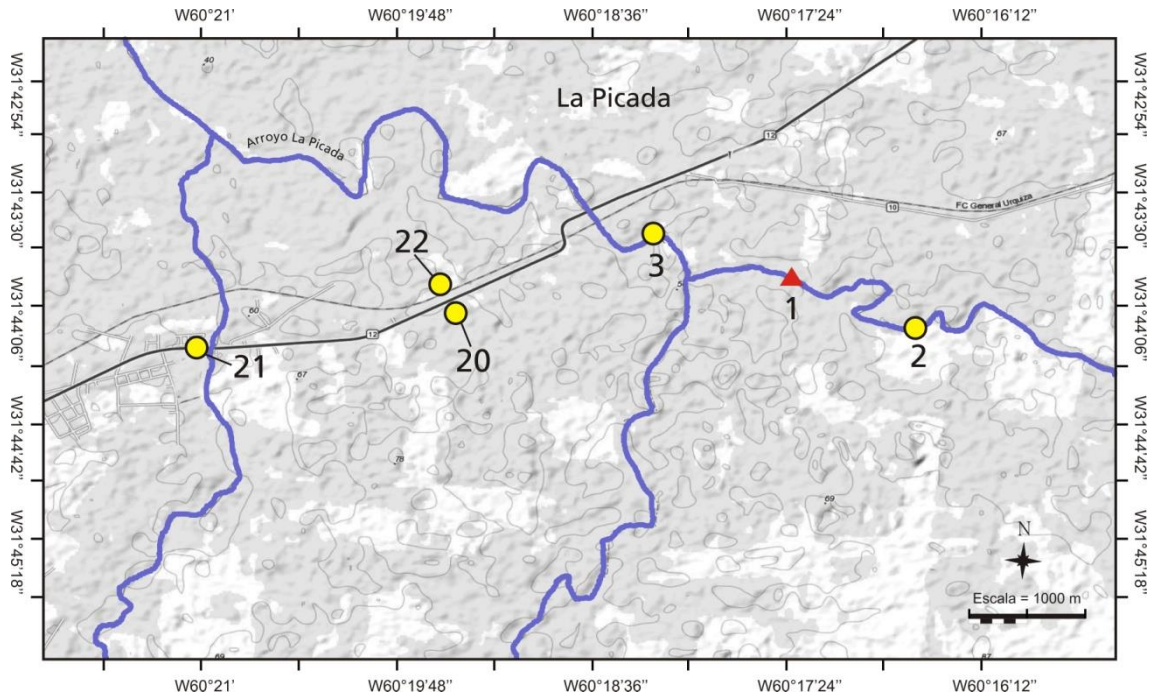 W60°21' W60°19'48" W60°18'36" W60°17'24" W60°16'12"
W31°42'54"
W31°43'30"
W31°44'06"
W31°44'42"
W31°45'18"
W31°42'54"
W31°43'30"
W31°44'06"
W31°44'42"
W31°45'18"
40
La Picada
Arroyo La Picada
12
67
FC General Urquiza
10
3
22
1
20
60
12
2
21
67
78
69
N
Escala = 1000 m
69
W60°21' W60°19'48" W60°18'36" W60°17'24" W60°16'12"